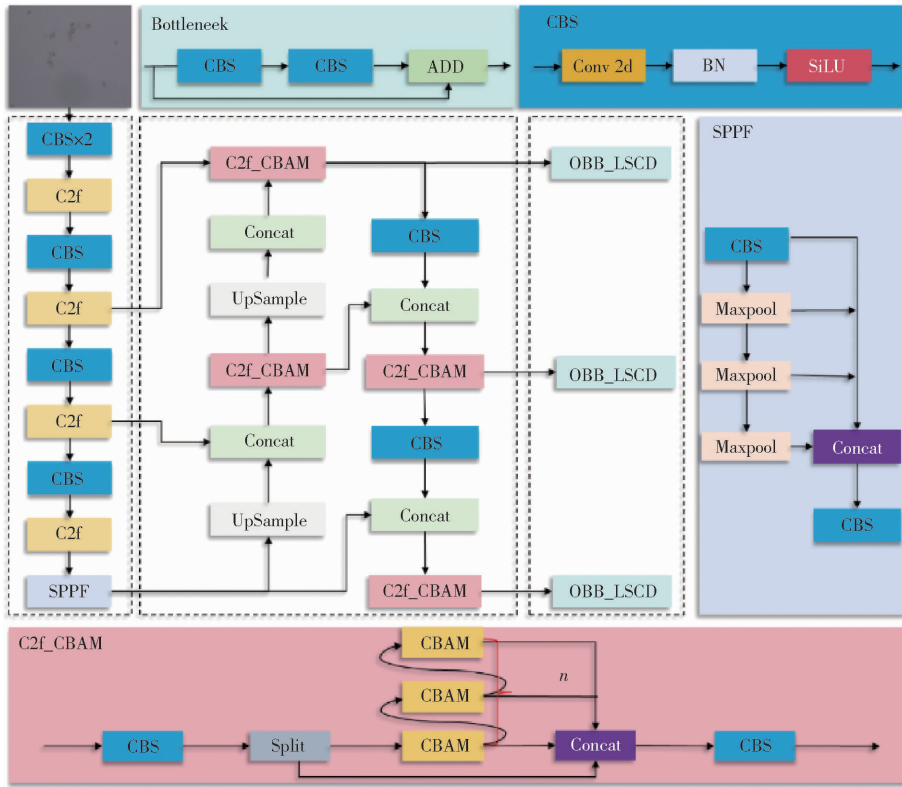 Bottleneek
CBS
CBS
ADD
CBS
Conv 2d
BN
SiLU
CBS×2
C2f
CBS
C2f
CBS
C2f
CBS
C2f
SPPF
C2f_CBAM
Concat
UpSample
C2f_CBAM
Concat
UpSample
CBS
Concat
C2f_CBAM
CBS
Concat
C2f_CBAM
OBB_LSCD
OBB_LSCD
OBB_LSCD
SPPF
CBS
Maxpool
Maxpool
Maxpool
Concat
CBS
C2f_CBAM
CBAM
CBAM
n
CBS
Split
CBAM
Concat
CBS